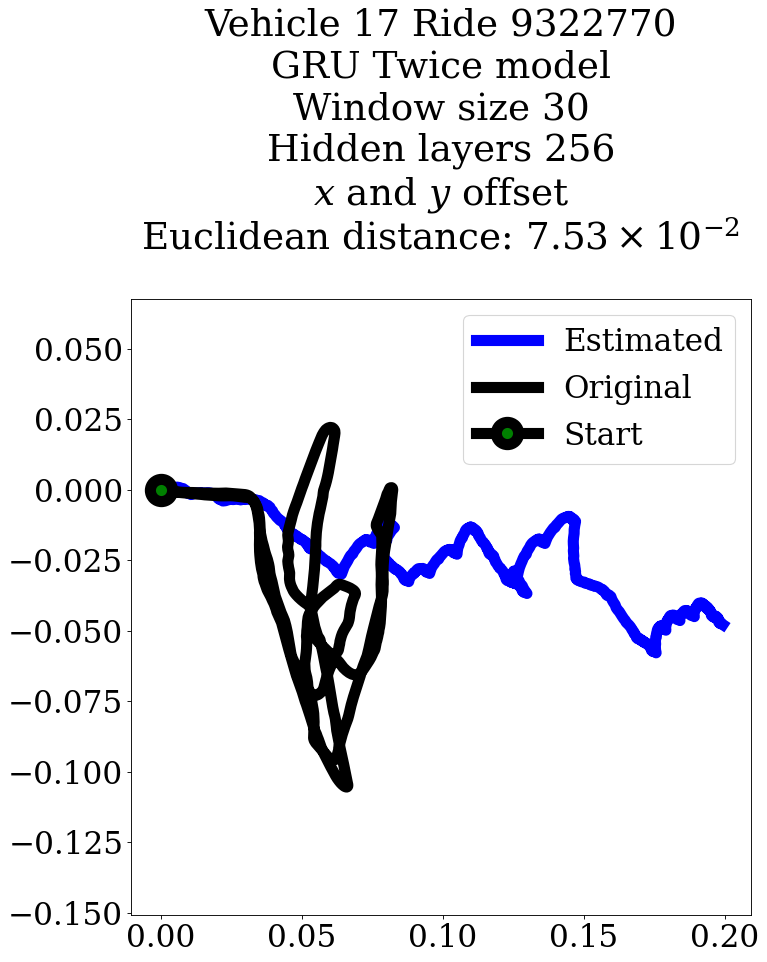 Vehicle 17 Ride 9322770
GRU Twice model
Window size 30
Hidden layers 256
x and y offset
Euclidean distance: 7.53 × 10⁻²
Estimated
Original
Start
0.050
0.025
0.000
−0.025
−0.050
−0.075
−0.100
−0.125
−0.150
0.00 0.05 0.10 0.15 0.20